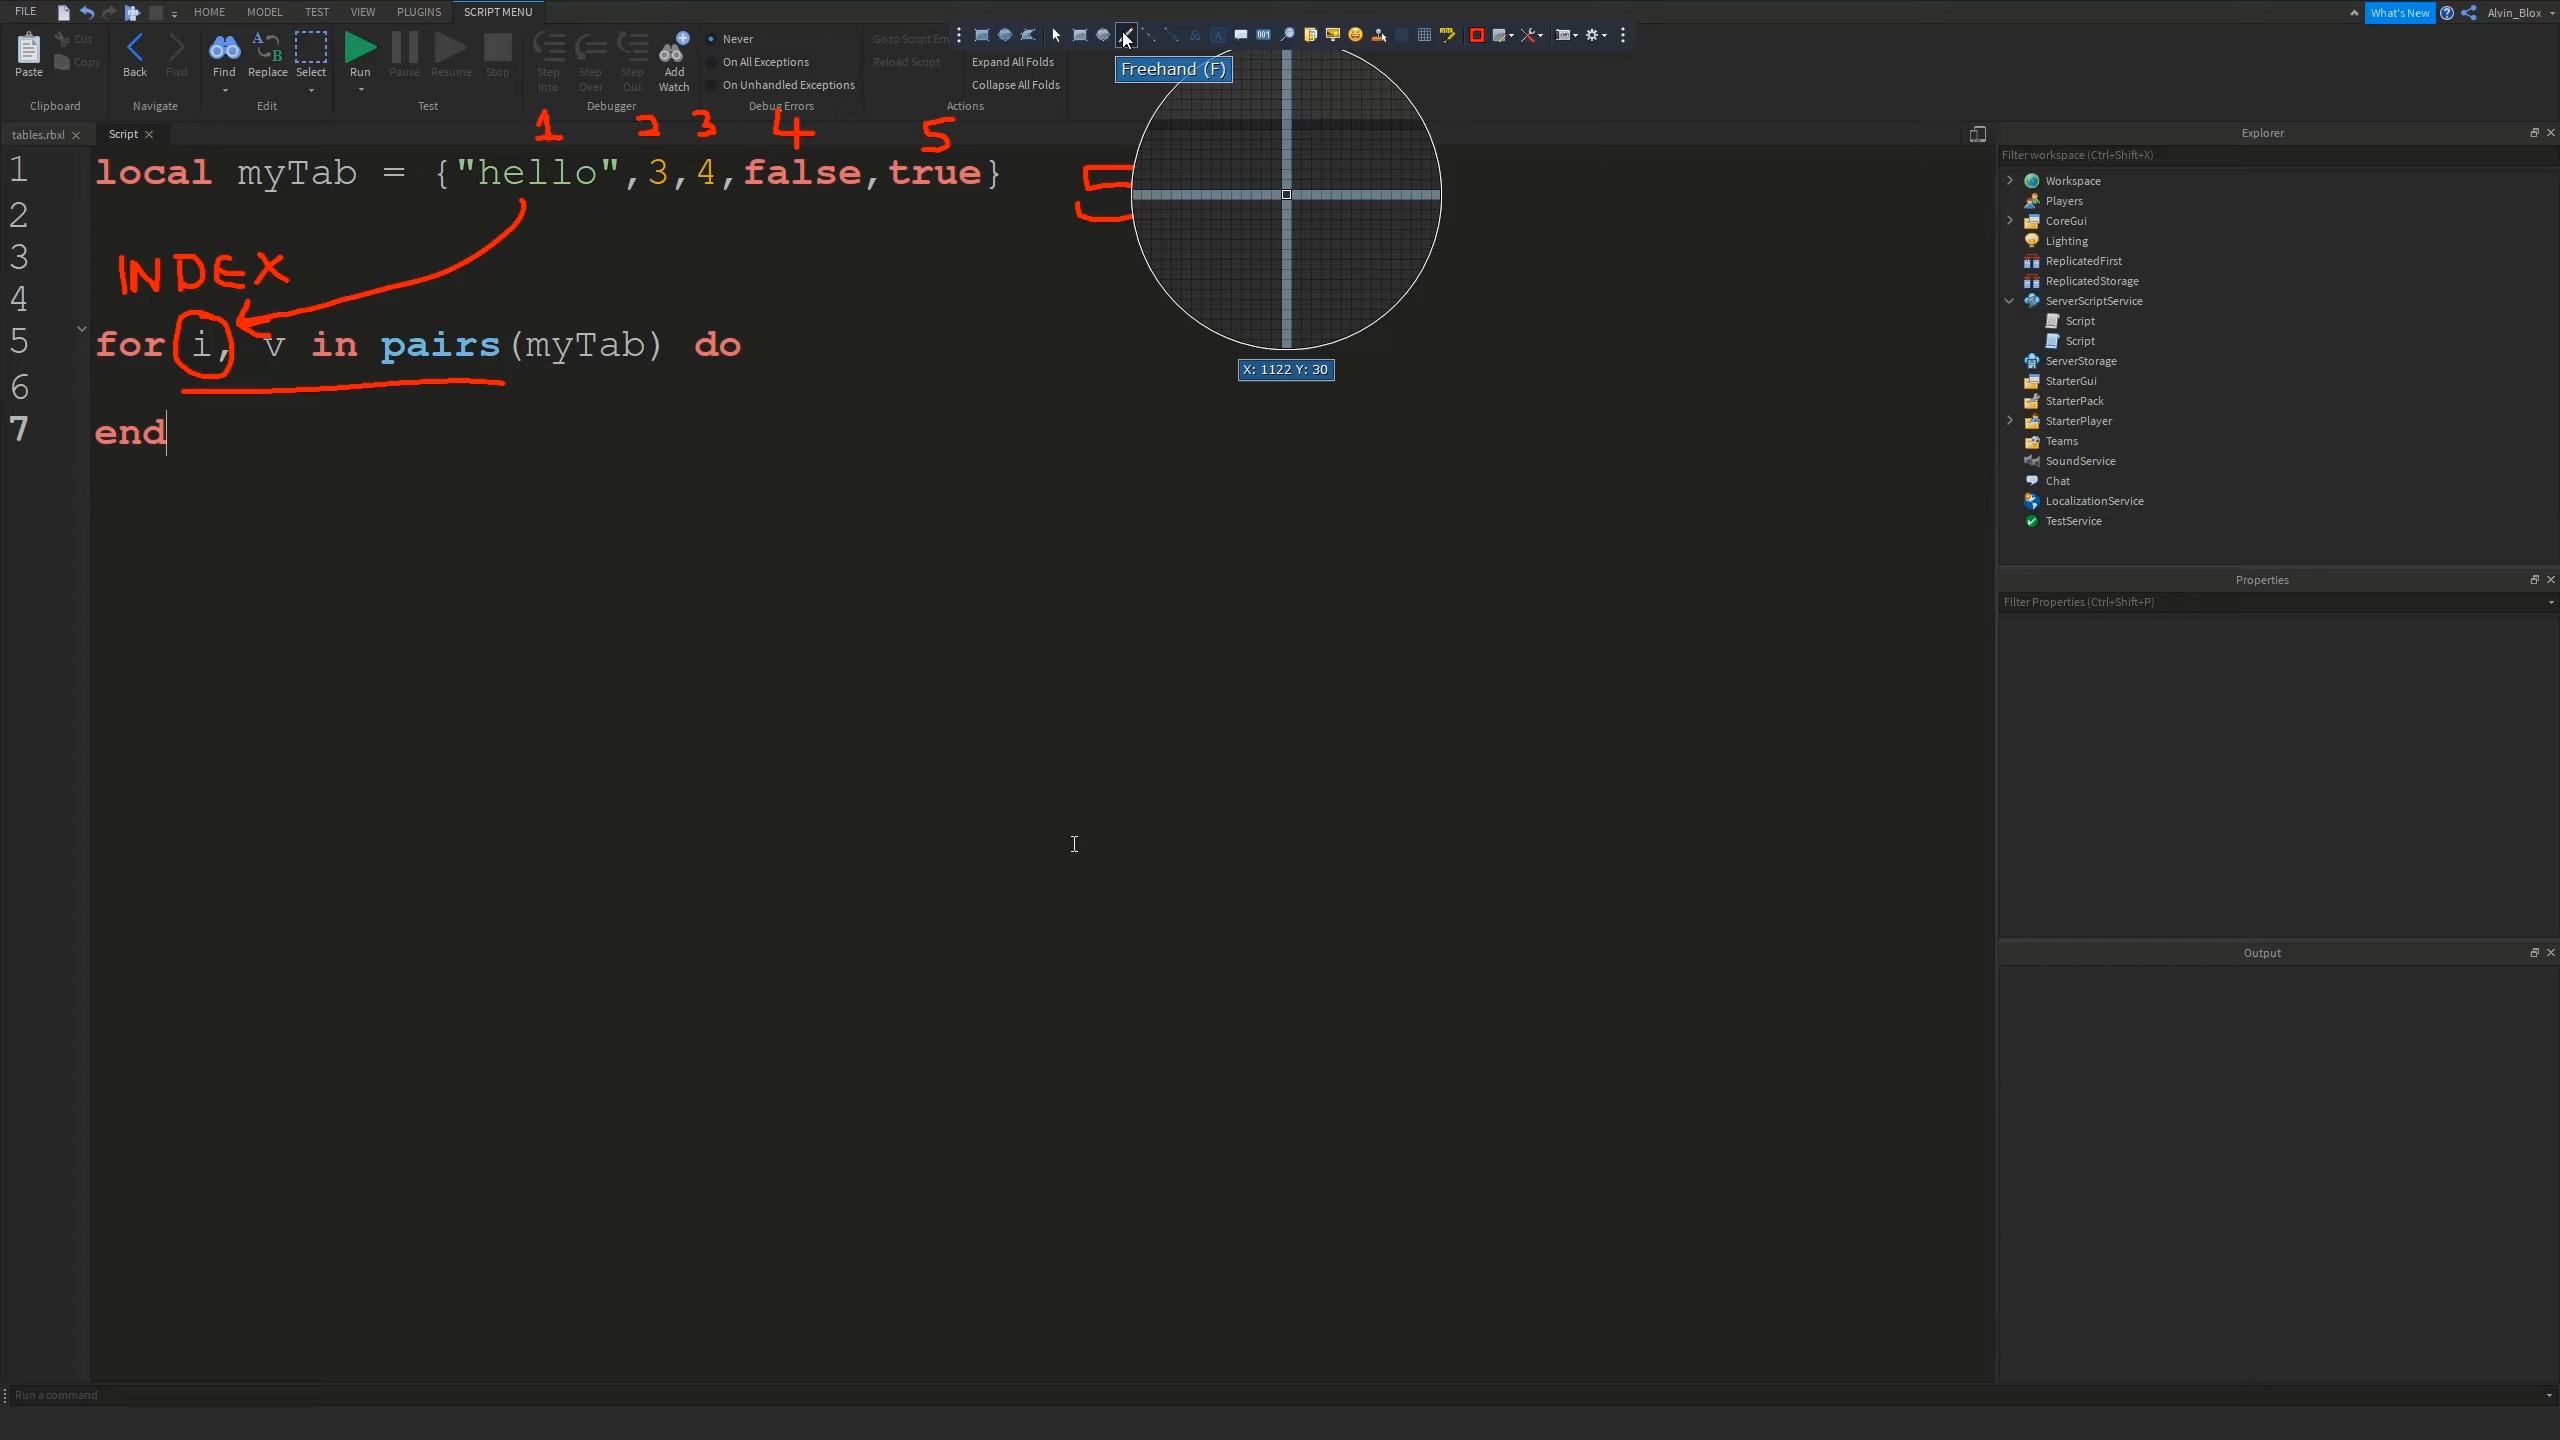 FILE HOME MODEL TEST VIEW PLUGINS SCRIPT MENU What's New Alvin_Blox
Paste Cut Copy
Clipboard
Back Fwd
Navigate
Find Replace Select
Edit
Run Pause Resume Stop
Test
Step Into Step Over Step Out Add Watch
Debugger
Never
On All Exceptions
On Unhandled Exceptions
Debug Errors
Go to Script Err
Reload Script
Expand All Folds
Collapse All Folds
Actions
Freehand (F)
tables.rbxl Script
1 2 3 4 5
1 local myTab = {"hello",3,4,false,true}
2
3
INDEX
4
5 for i, v in pairs(myTab) do
6
7 end
5
X: 1122 Y: 30
Explorer
Filter workspace (Ctrl+Shift+X)
Workspace
Players
CoreGui
Lighting
ReplicatedFirst
ReplicatedStorage
ServerScriptService
Script
Script
ServerStorage
StarterGui
StarterPack
StarterPlayer
Teams
SoundService
Chat
LocalizationService
TestService
Properties
Filter Properties (Ctrl+Shift+P)
Output
Run a command